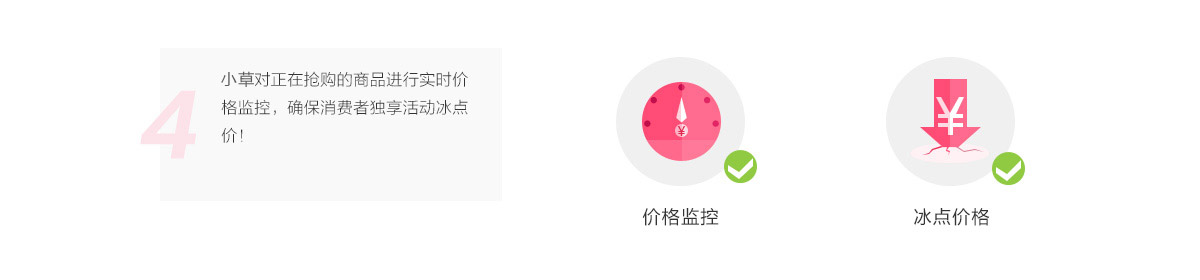 4
小草对正在抢购的商品进行实时价
格监控，确保消费者独享活动冰点
价！
¥
¥
价格监控
冰点价格